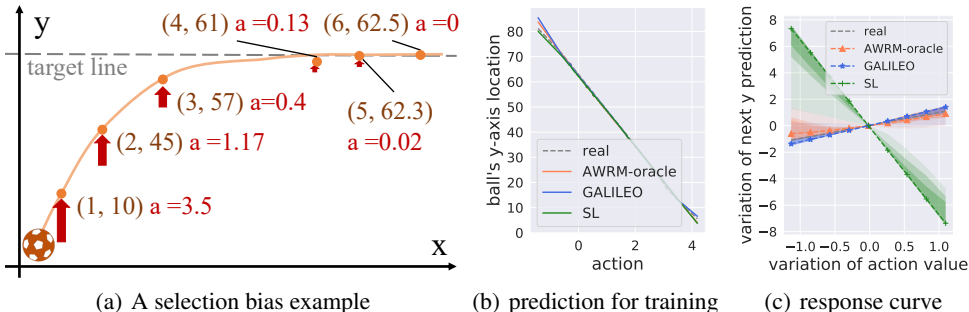 y
(4, 61) a =0.13
(6, 62.5) a=0
target line
(3, 57) a=0.4
(5, 62.3)
a =0.02
(2, 45) a =1.17
(1, 10) a =3.5
x
(a) A selection bias example
ball's y-axis location
80
70
60
50
40
30
20
10
0
real
AWRM-oracle
GALILEO
SL
0 2 4
action
(b) prediction for training
variation of next y prediction
8
6
4
2
0
−2
−4
−6
−8
real
AWRM-oracle
GALILEO
SL
−1.0 −0.5 0.0 0.5 1.0
variation of action value
(c) response curve